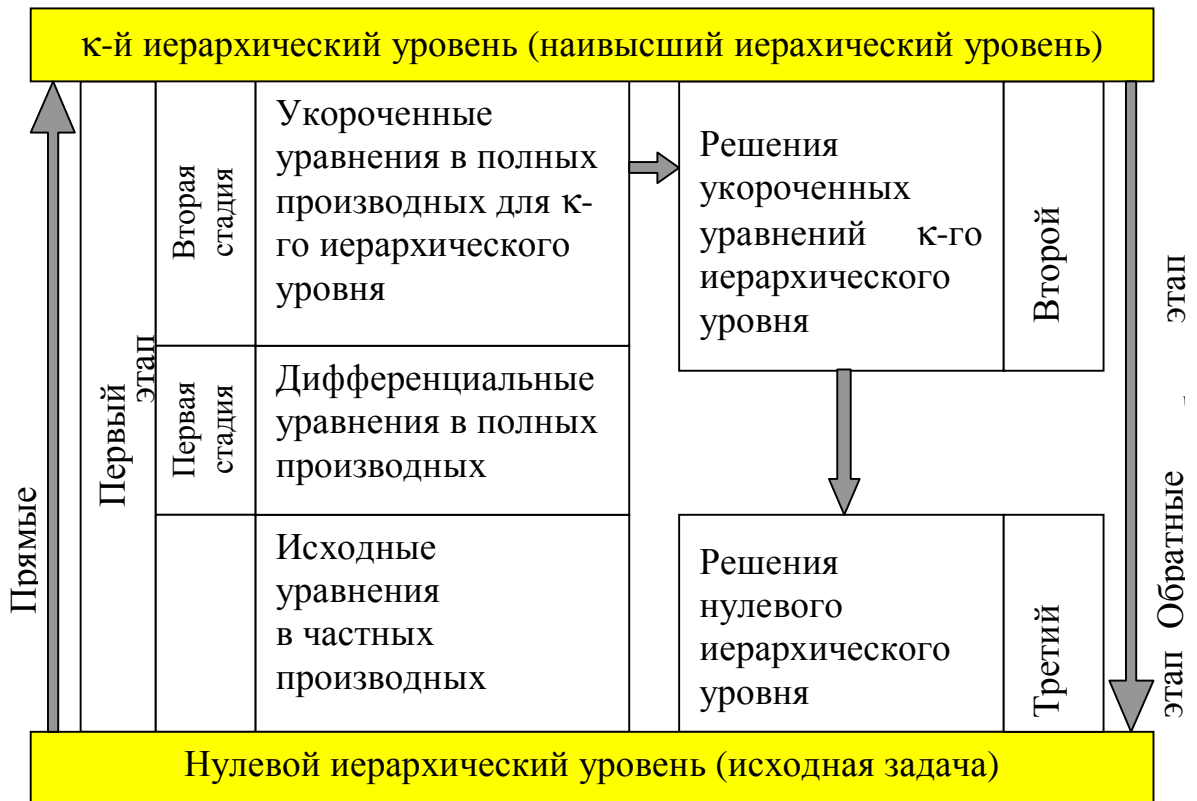 κ-й иерархический уровень (наивысший иерахический уровень)
Прямые
Первый
этап
Вторая
стадия
Укороченные
уравнения в полных
производных для κ-
го иерархического
уровня
Первая
стадия
Дифференциальные
уравнения в полных
производных
Исходные
уравнения
в частных
производных
Решения
укороченных
уравнений κ-го
иерархического
уровня
Второй
этап
Решения
нулевого
иерархического
уровня
Третий
этап
Обратные
Нулевой иерархический уровень (исходная задача)